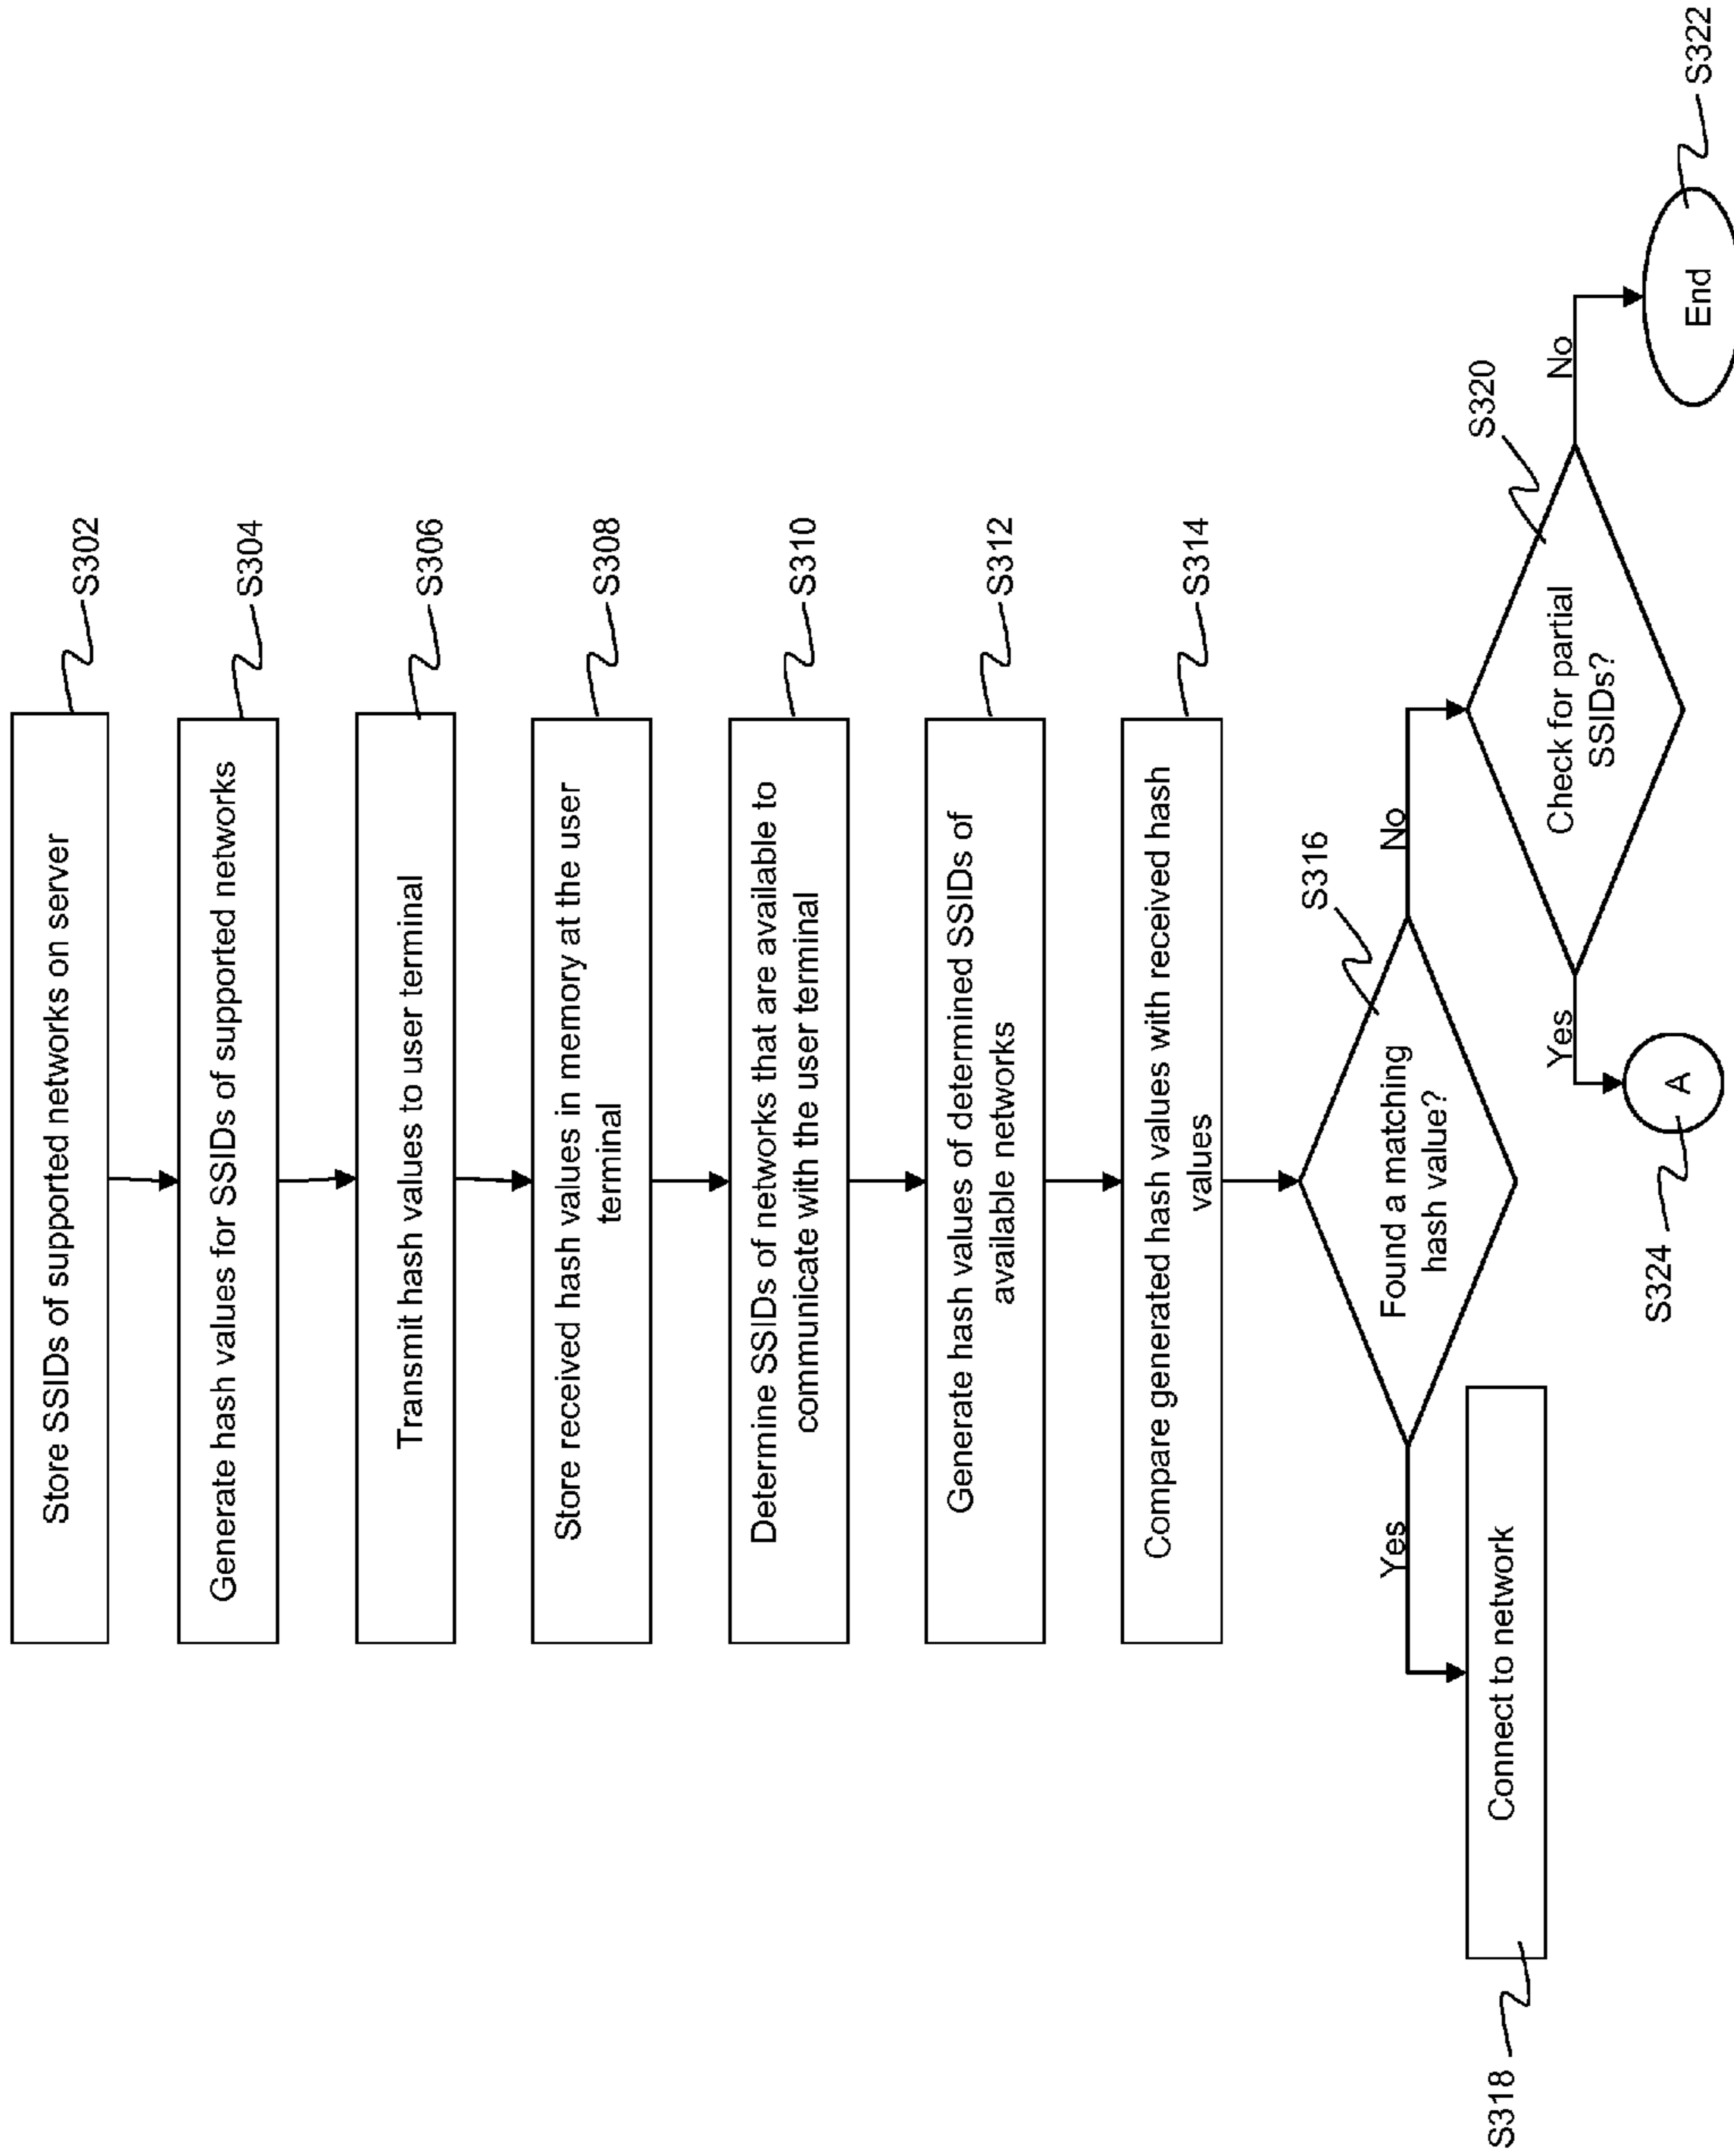 Store SSIDs of supported networks on server
S302
Generate hash values for SSIDs of supported networks
S304
Transmit hash values to user terminal
S306
Store received hash values in memory at the user
terminal
S308
Determine SSIDs of networks that are available to
communicate with the user terminal
S310
Generate hash values of determined SSIDs of
available networks
S312
Compare generated hash values with received hash
values
S314
Found a matching
hash value?
S316
Yes
No
Connect to network
S318
Check for partial
SSIDs?
S320
Yes
No
A
S324
End
S322